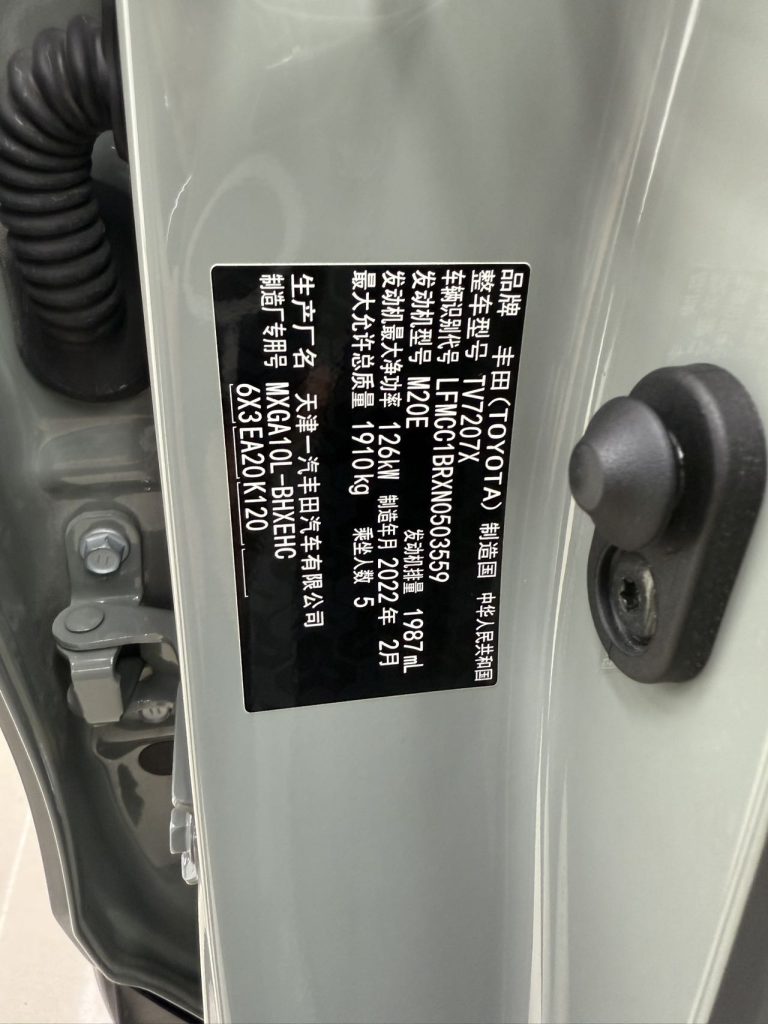 品牌 丰田(TOYOTA) 制造国 中华人民共和国
整车型号 TV7207X
车辆识别代号 LFMCC1BRXN0503559
发动机型号 M20E 发动机排量 1987 mL
发动机最大净功率 126kW 制造年月 2022年 2月
最大允许总质量 1910kg 乘坐人数 5
生产厂名 天津一汽丰田汽车有限公司
制造厂专用号 MXGA10L-BHXEHC
6X3EA20K120